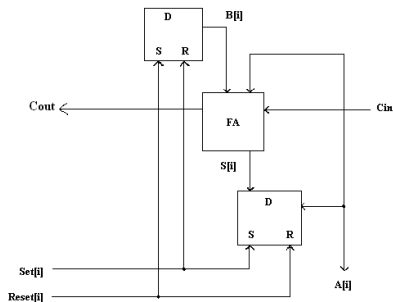 D
B[i]
S R
Cout
FA
Cin
S[i]
D
S R
Set[i]
A[i]
Reset[i]